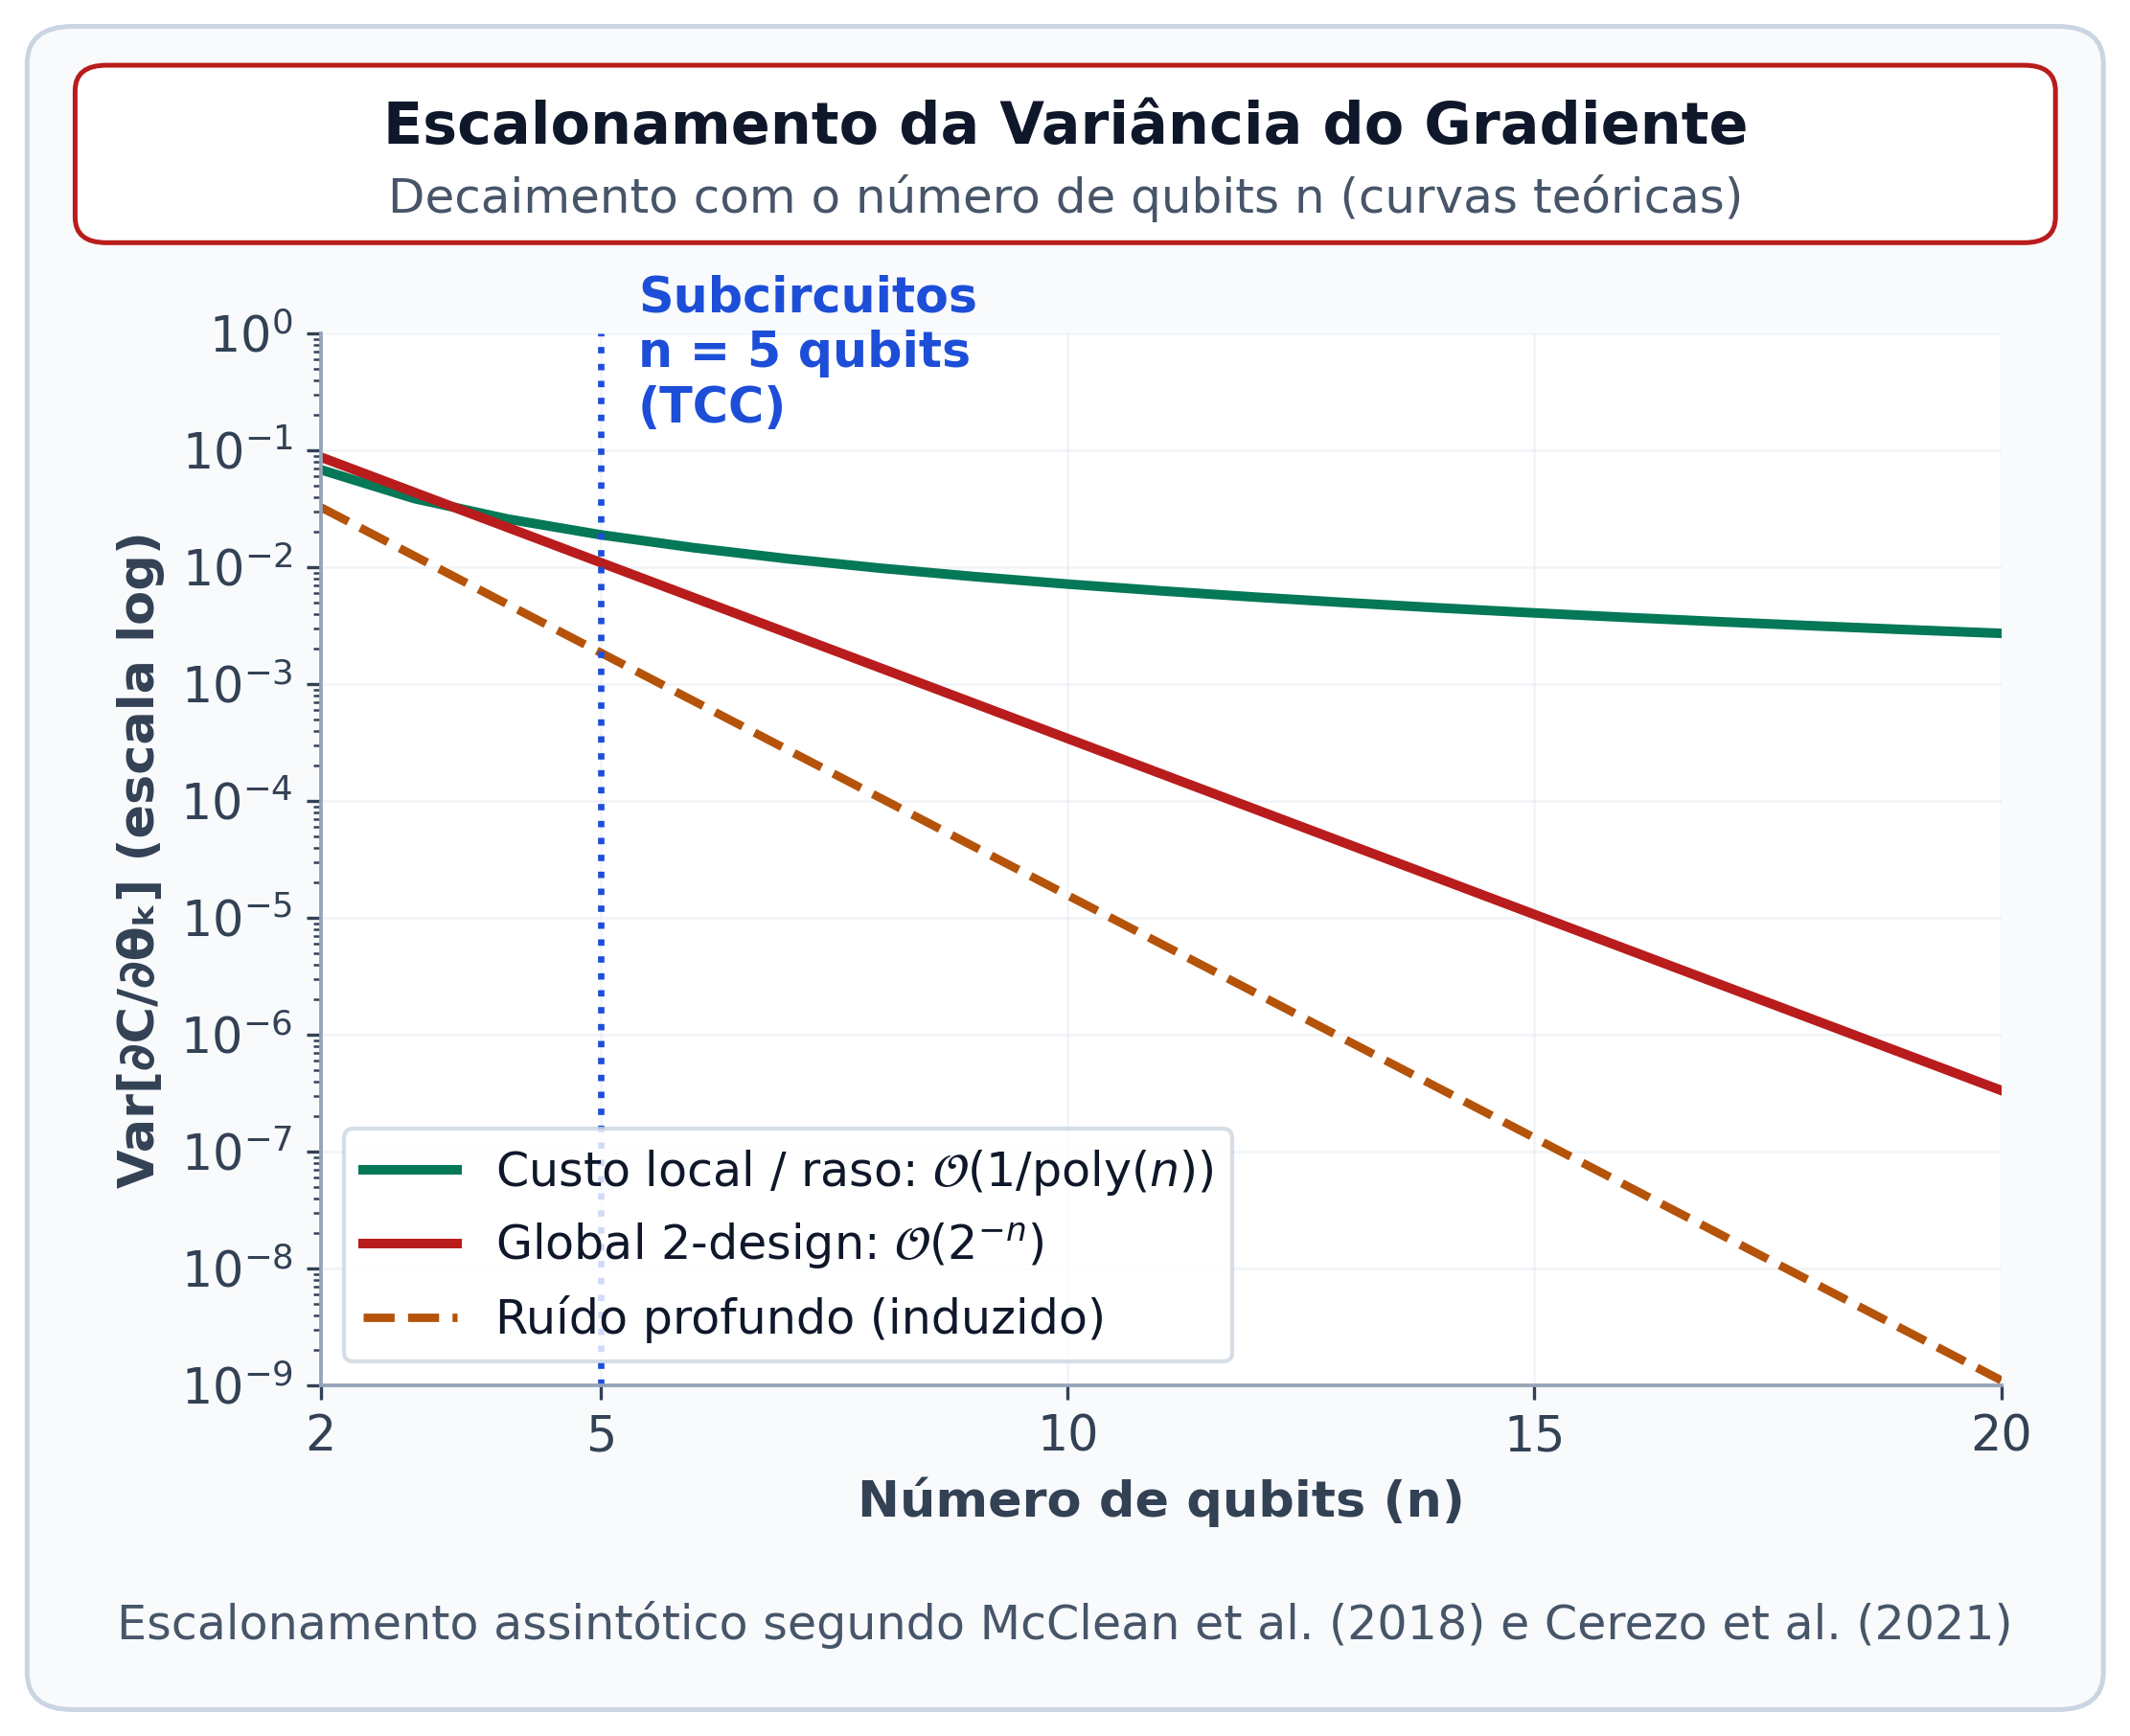 Escalonamento da Variância do Gradiente
Decaimento com o número de qubits n (curvas teóricas)
Subcircuitos
n = 5 qubits
(TCC)
10⁰
10⁻¹
10⁻²
10⁻³
10⁻⁴
10⁻⁵
10⁻⁶
10⁻⁷
10⁻⁸
10⁻⁹
Var[∂C/∂θₖ] (escala log)
Custo local / raso: 𝒪(1/poly(n))
Global 2-design: 𝒪(2⁻ⁿ)
Ruído profundo (induzido)
2 5 10 15 20
Número de qubits (n)
Escalonamento assintótico segundo McClean et al. (2018) e Cerezo et al. (2021)